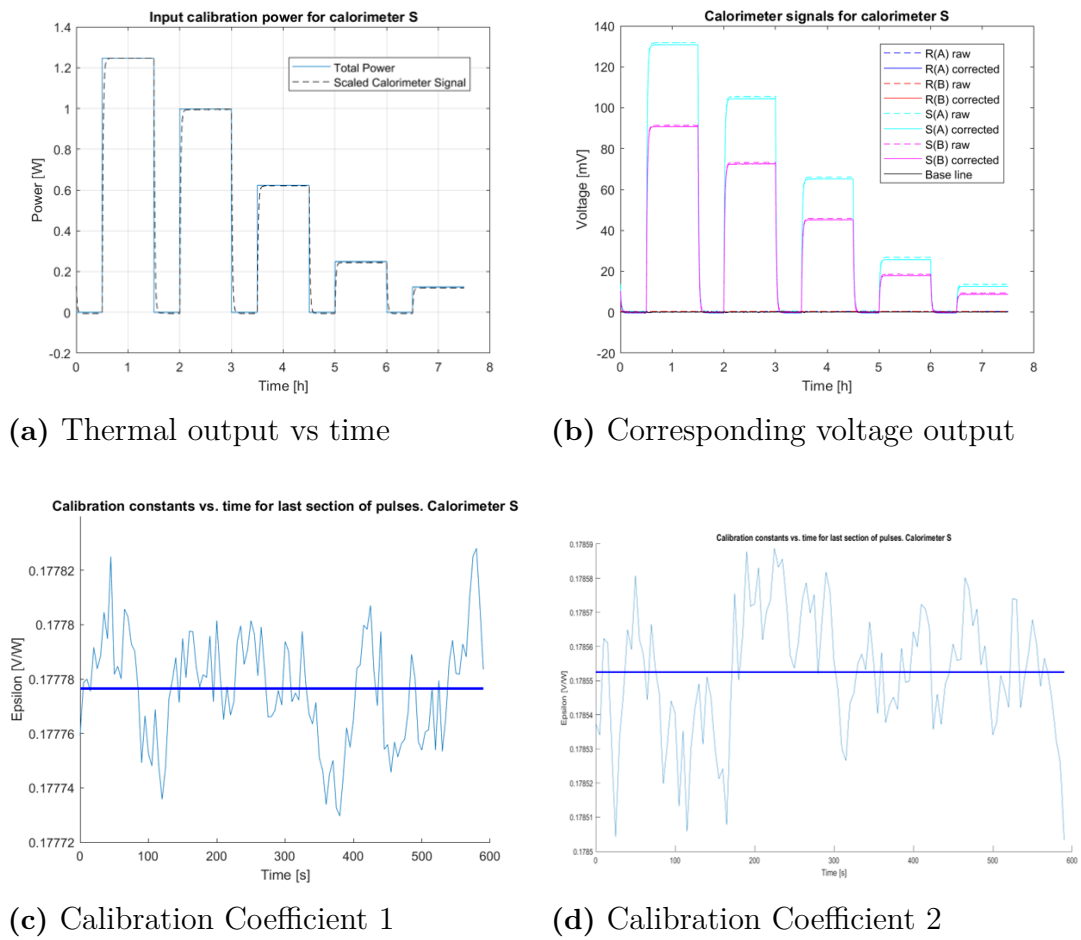 Input calibration power for calorimeter S
1.4
1.2
1
0.8
0.6
0.4
0.2
0
-0.2
Power [W]
Total Power
Scaled Calorimeter Signal
0 1 2 3 4 5 6 7 8
Time [h]
(a) Thermal output vs time
Calorimeter signals for calorimeter S
140
120
100
80
60
40
20
0
-20
Voltage [mV]
R(A) raw
R(A) corrected
R(B) raw
R(B) corrected
S(A) raw
S(A) corrected
S(B) raw
S(B) corrected
Base line
0 1 2 3 4 5 6 7 8
Time [h]
(b) Corresponding voltage output
Calibration constants vs. time for last section of pulses. Calorimeter S
0.17782
0.1778
0.17778
0.17776
0.17774
0.17772
Epsilon [V/W]
0 100 200 300 400 500 600
Time [s]
(c) Calibration Coefficient 1
Calibration constants vs. time for last section of pulses. Calorimeter S
0.17859
0.17858
0.17857
0.17856
0.17855
0.17854
0.17853
0.17852
0.17851
0.1785
Epsilon [V/W]
0 100 200 300 400 500 600
Time [s]
(d) Calibration Coefficient 2